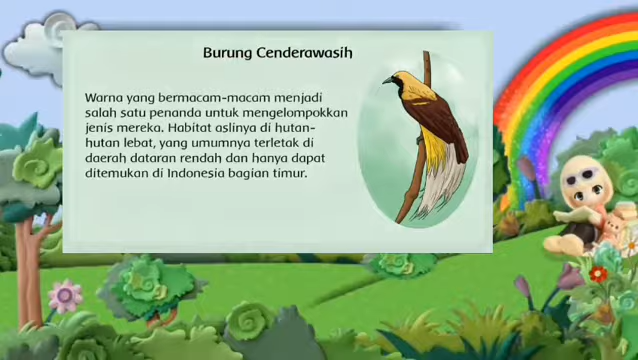 Burung Cenderawasih
Warna yang bermacam-macam menjadi
salah satu penanda untuk mengelompokkan
jenis mereka. Habitat aslinya di hutan-
hutan lebat, yang umumnya terletak di
daerah dataran rendah dan hanya dapat
ditemukan di Indonesia bagian timur.